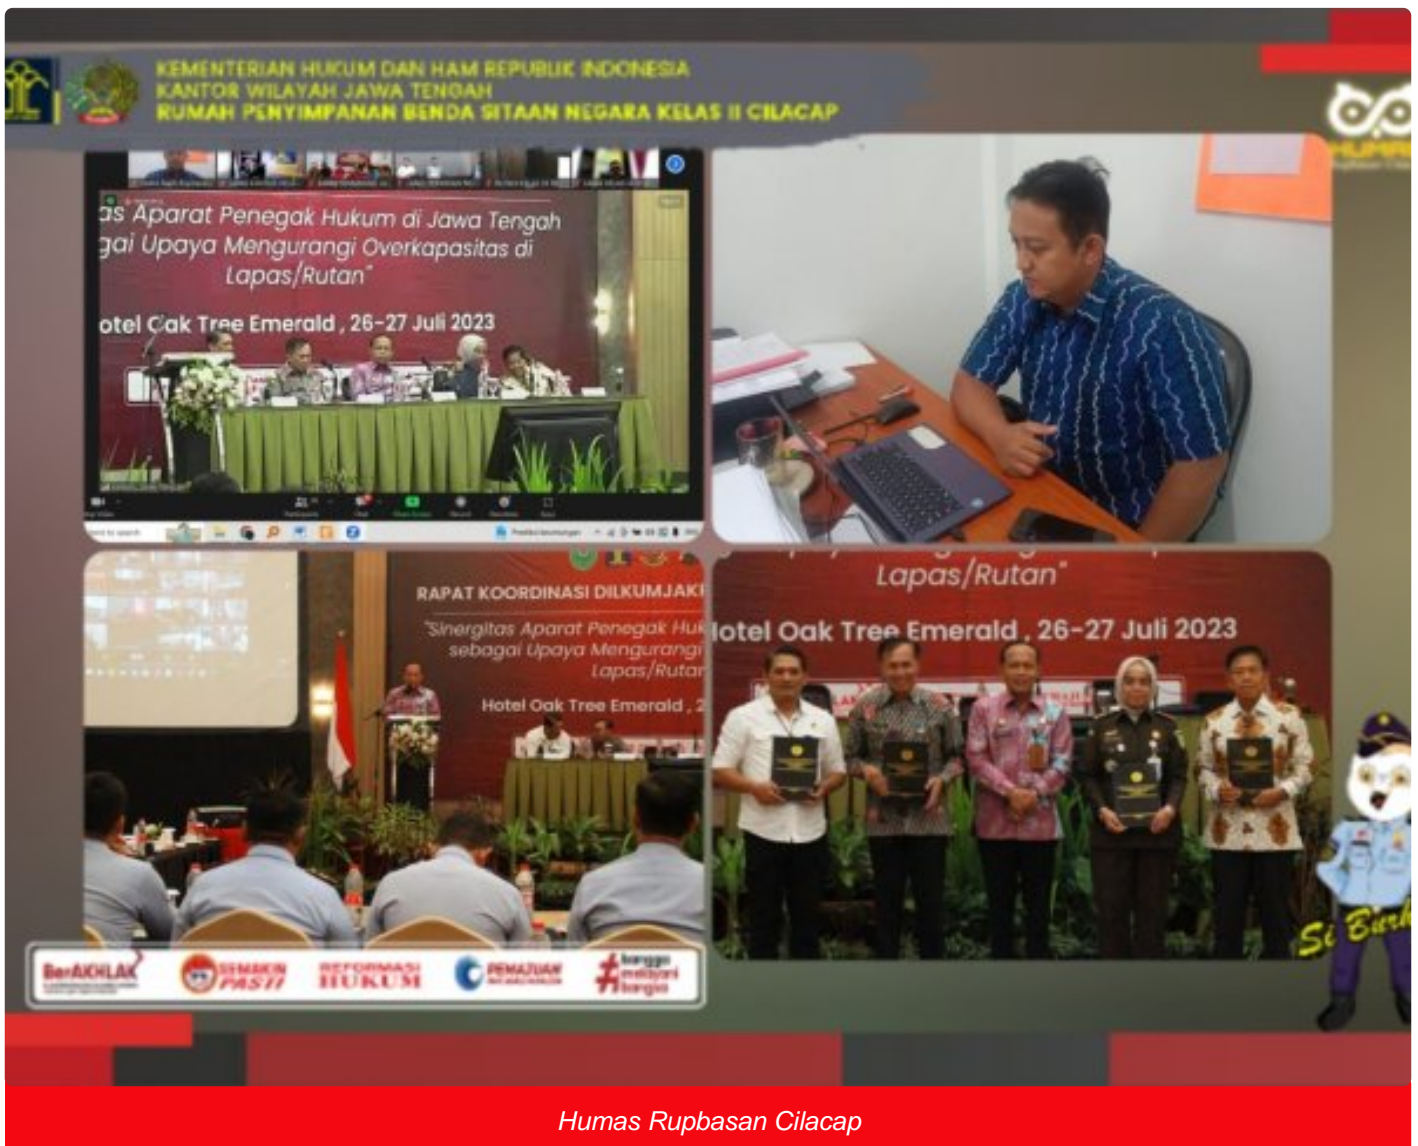 KEMENTERIAN HUKUM DAN HAM REPUBLIK INDONESIA
KANTOR WILAYAH JAWA TENGAH
RUMAH PENYIMPANAN BENDA SITAAN NEGARA KELAS II CILACAP
HUMAS
as Aparat Penegak Hukum di Jawa Tengah
gai Upaya Mengurangi Overkapasitas di
Lapas/Rutan"
otel Oak Tree Emerald , 26-27 Juli 2023
RAPAT KOORDINASI DILKUMJAK
"Sinergitas Aparat Penegak Huk
sebagai Upaya Mengurangi
Lapas/Rutan
Hotel Oak Tree Emerald , 2
Lapas/Rutan"
Hotel Oak Tree Emerald , 26-27 Juli 2023
Si Burh
BerAKHLAK
SEMAKIN
PASTI
REFORMASI
HUKUM
PEMAJUAN
#bangga
melayani
bangsa
Humas Rupbasan Cilacap